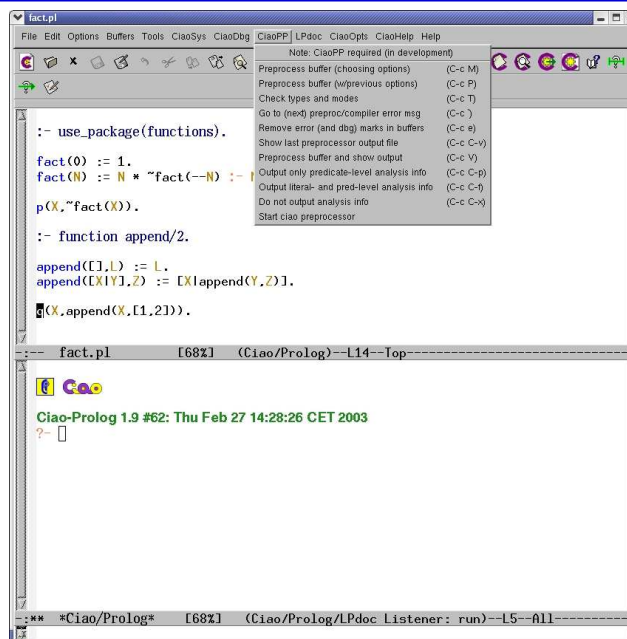 fact.pl
File Edit Options Buffers Tools CiaoSys CiaoDbg CiaoPP LPdoc CiaoOpts CiaoHelp Help
Note: CiaoPP required (in development)
Preprocess buffer (choosing options) (C-c M)
Preprocess buffer (w/previous options) (C-c P)
Check types and modes (C-c T)
Go to (next) preproc/compiler error msg (C-c `)
Remove error (and dbg) marks in buffers (C-c e)
Show last preprocessor output file (C-c C-v)
Preprocess buffer and show output (C-c V)
Output only predicate-level analysis info (C-c C-p)
Output literal- and pred-level analysis info (C-c C-f)
Do not output analysis info (C-c C-x)
Start ciao preprocessor
:- use_package(functions).
fact(0) := 1.
fact(N) := N * ~fact(--N) :-
p(X,~fact(X)).
:- function append/2.
append([],L) := L.
append([X|Y],Z) := [X|append(Y,Z)].
q(X,append(X,[1,2])).
-:-- fact.pl [68%] (Ciao/Prolog)--L14--Top----------------------------
Ciao
Ciao-Prolog 1.9 #62: Thu Feb 27 14:28:26 CET 2003
?-
-:** *Ciao/Prolog* [68%] (Ciao/Prolog/LPdoc Listener: run)--L5--All----------